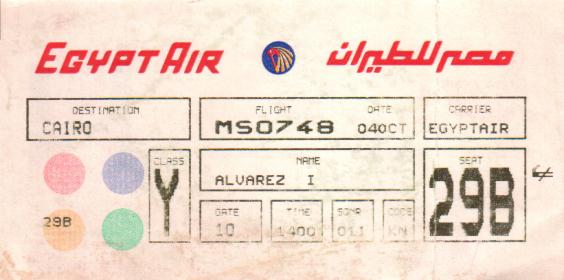 EGYPTAIR مصر للطيران
DESTINATION FLIGHT DATE CARRIER
CAIRO MS0748 04OCT EGYPTAIR
CLASS NAME SEAT
Y ALVAREZ I 29B
29B GATE TIME SQNR CODE
10 1400 011 KN